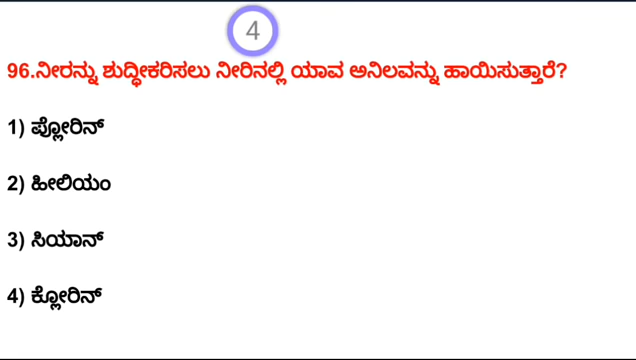 4
96.ನೀರನ್ನು ಶುದ್ಧೀಕರಿಸಲು ನೀರಿನಲ್ಲಿ ಯಾವ ಅನಿಲವನ್ನು ಹಾಯಿಸುತ್ತಾರೆ?
1) ಪ್ಲೋರಿನ್
2) ಹೀಲಿಯಂ
3) ಸಿಯಾನ್
4) ಕ್ಲೋರಿನ್